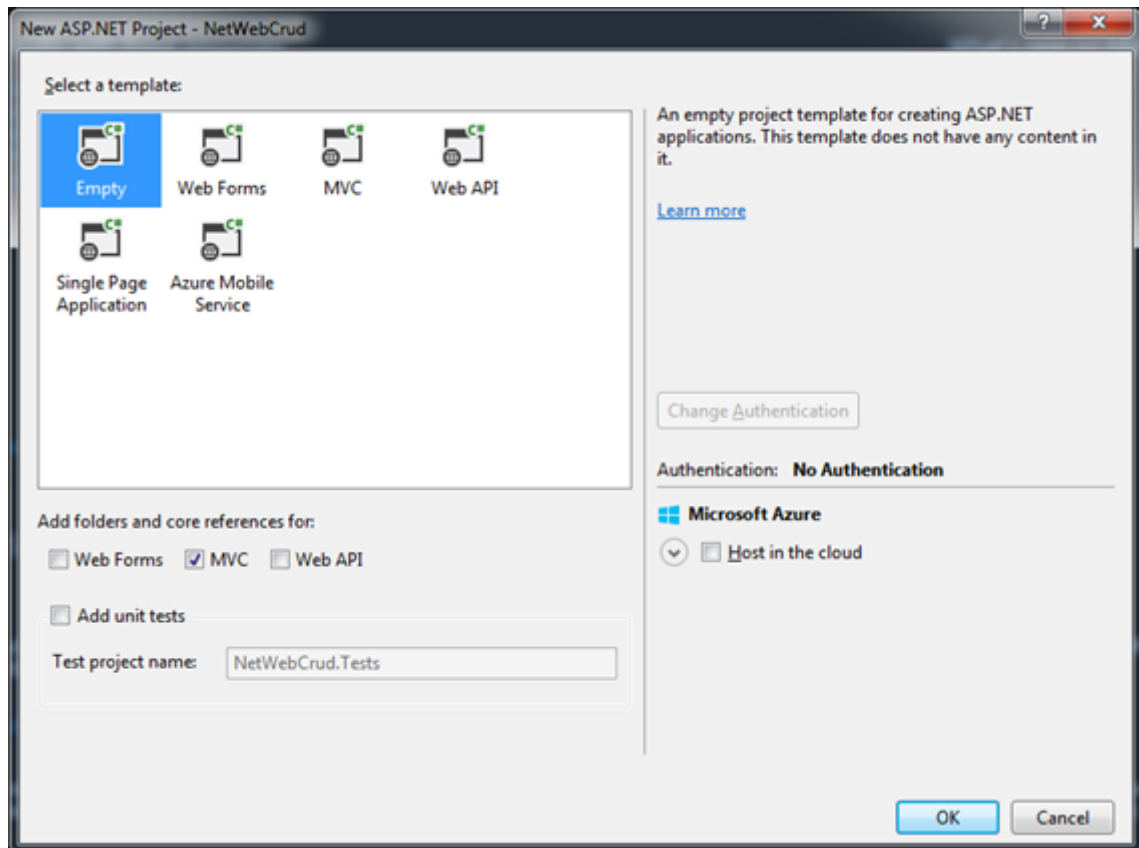 New ASP.NET Project - NetWebCrud
Select a template:
Empty
Web Forms
MVC
Web API
Single Page
Application
Azure Mobile
Service
An empty project template for creating ASP.NET
applications. This template does not have any content in
it.
Learn more
Change Authentication
Authentication: No Authentication
Microsoft Azure
Host in the cloud
Add folders and core references for:
Web Forms MVC Web API
Add unit tests
Test project name: NetWebCrud.Tests
OK Cancel